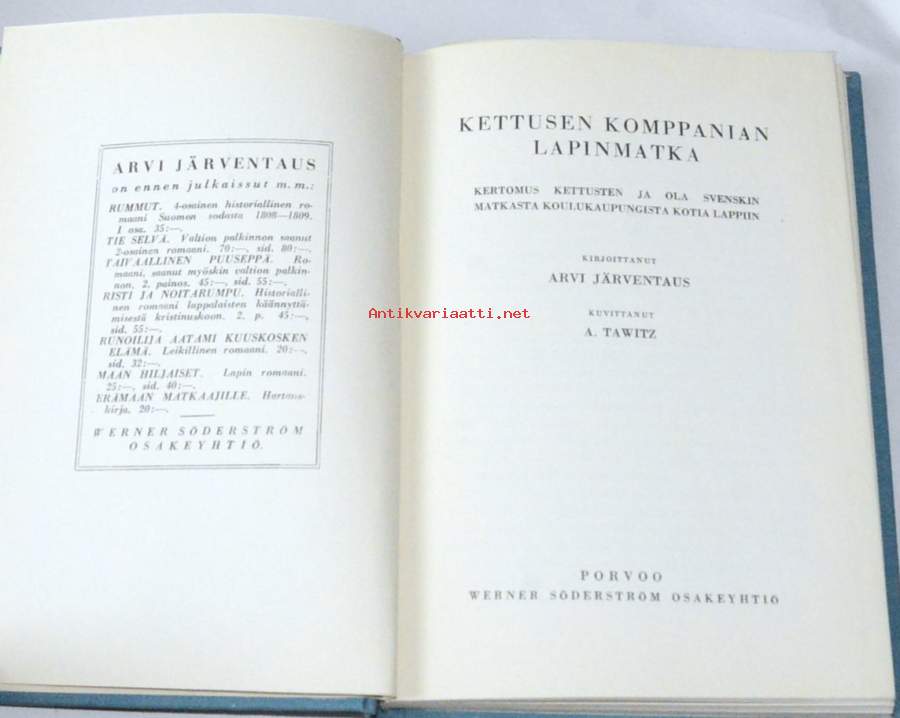 ARVI JÄRVENTAUS
on ennen julkaissut m.m.:
RUMMUT. 4-osainen historiallinen ro-
maani Suomen sodasta 1808—1809.
I osa. 35:—.
TIE SELVÄ. Valtion palkinnon saanut
2-osainen romaani. 70:—, sid. 80:—.
TAIVAALLINEN PUUSEPPÄ. Ro-
maani, saanut myöskin valtion palkin-
non. 2. painos. 45:—, sid. 55:—.
RISTI JA NOITARUMPU. Historialli-
nen romaani lappalaisten käännyttä-
misestä kristinuskoon. 2. p. 45:—,
sid. 55:—.
RUNOILIJA AATAMI KUUSKOSKEN
ELÄMÄ. Leikillinen romaani. 20:—,
sid. 32:—.
MAAN HILJAISET. Lapin romaani.
25:—, sid. 40:—.
ERÄMAAN MATKAAJILLE. Hartaus-
kirja. 20:—.
WERNER SÖDERSTRÖM
OSAKEYHTIÖ.
KETTUSEN KOMPPANIAN
LAPINMATKA
KERTOMUS KETTUSTEN JA OLA SVENSKIN
MATKASTA KOULUKAUPUNGISTA KOTIA LAPPIIN
KIRJOITTANUT
ARVI JÄRVENTAUS
Antikvariaatti.net
KUVITTANUT
A. TAWITZ
PORVOO
WERNER SÖDERSTRÖM OSAKEYHTIÖ